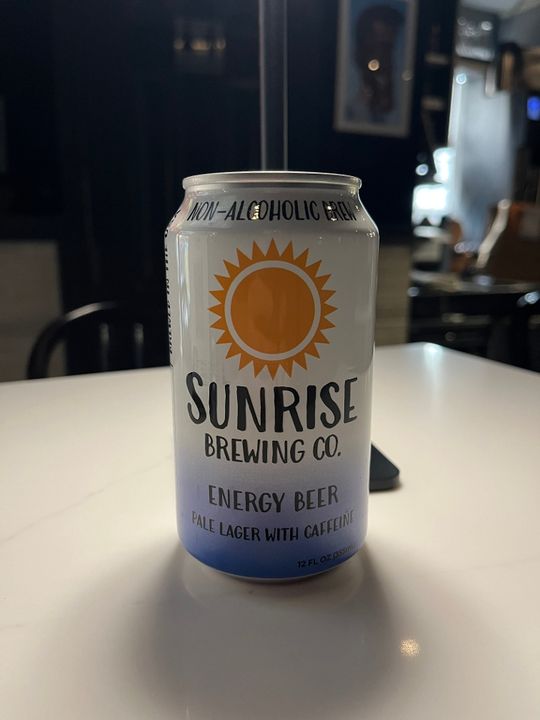 NON-ALCOHOLIC BREW
SUNRISE
BREWING CO.
ENERGY BEER
PALE LAGER WITH CAFFEINE
12 FL OZ